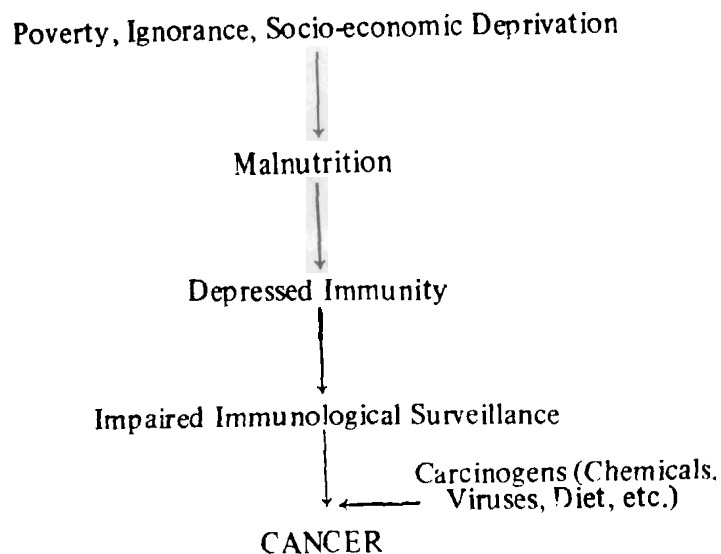 Poverty, Ignorance, Socio-economic Deprivation
Malnutrition
Depressed Immunity
Impaired Immunological Surveillance
Carcinogens (Chemicals.
Viruses, Diet, etc.)
CANCER